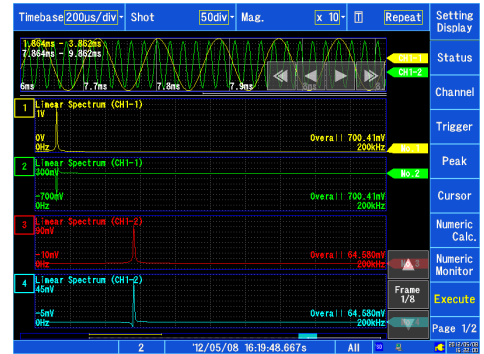 Timebase 200μs/div Shot 50div Mag. x 10 Repeat
Setting
Display
1.864ms - 3.862ms
7.864ms - 9.862ms
CH1-1
CH1-2
6ms 7.7ms 7.8ms 7.9ms
Status
Channel
Trigger
Peak
Cursor
Numeric
Calc.
Numeric
Monitor
Execute
Page 1/2
1 Linear Spectrum (CH1-1)
1V
0V Overall 700.41mV
0Hz 200kHz
No.1
2 Linear Spectrum (CH1-1)
300mV
No.2
-700mV Overall 700.41mV
0Hz 200kHz
3 Linear Spectrum (CH1-2)
90mV
-10mV Overall 64.580mV
0Hz 200kHz
4 Linear Spectrum (CH1-2)
45mV
-5mV Overall 64.580mV
0Hz 200kHz
Frame
1/8
2 '12/05/08 16:19:48.667s All